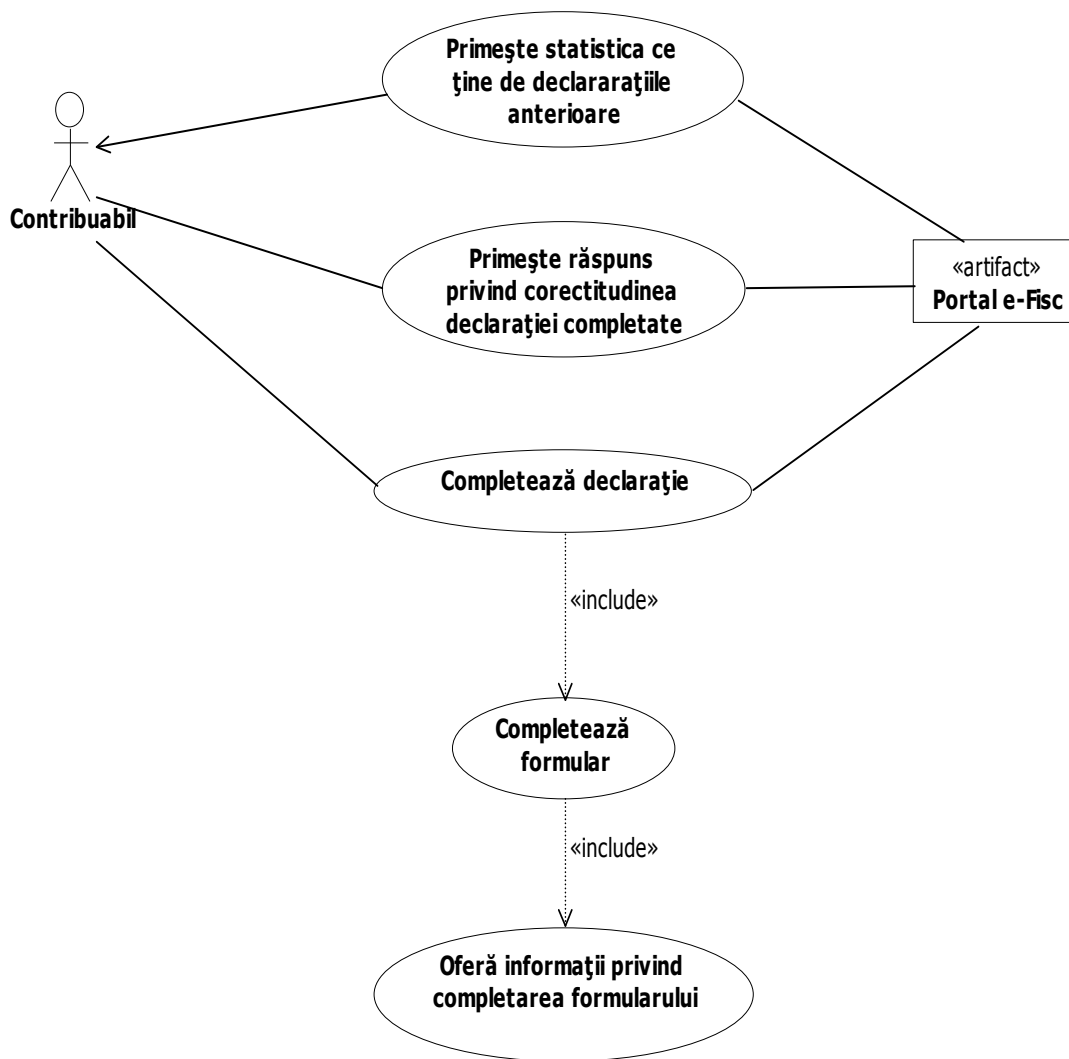 Primeşte statistica ce
ţine de declararaţiile
anterioare
Contribuabil
Primeşte răspuns
privind corectitudinea
declaraţiei completate
«artifact»
Portal e-Fisc
Completează declaraţie
«include»
Completează
formular
«include»
Oferă informaţii privind
completarea formularului